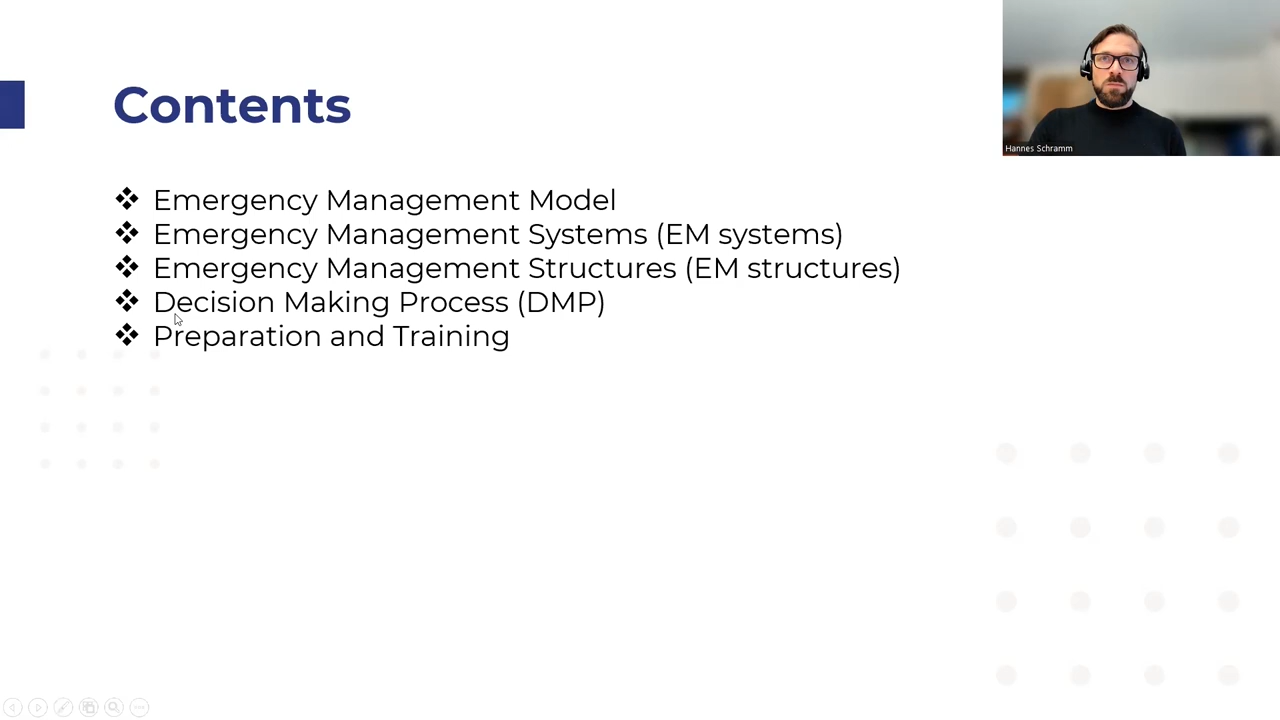 Contents
Emergency Management Model
Emergency Management Systems (EM systems)
Emergency Management Structures (EM structures)
Decision Making Process (DMP)
Preparation and Training
Hannes Schramm